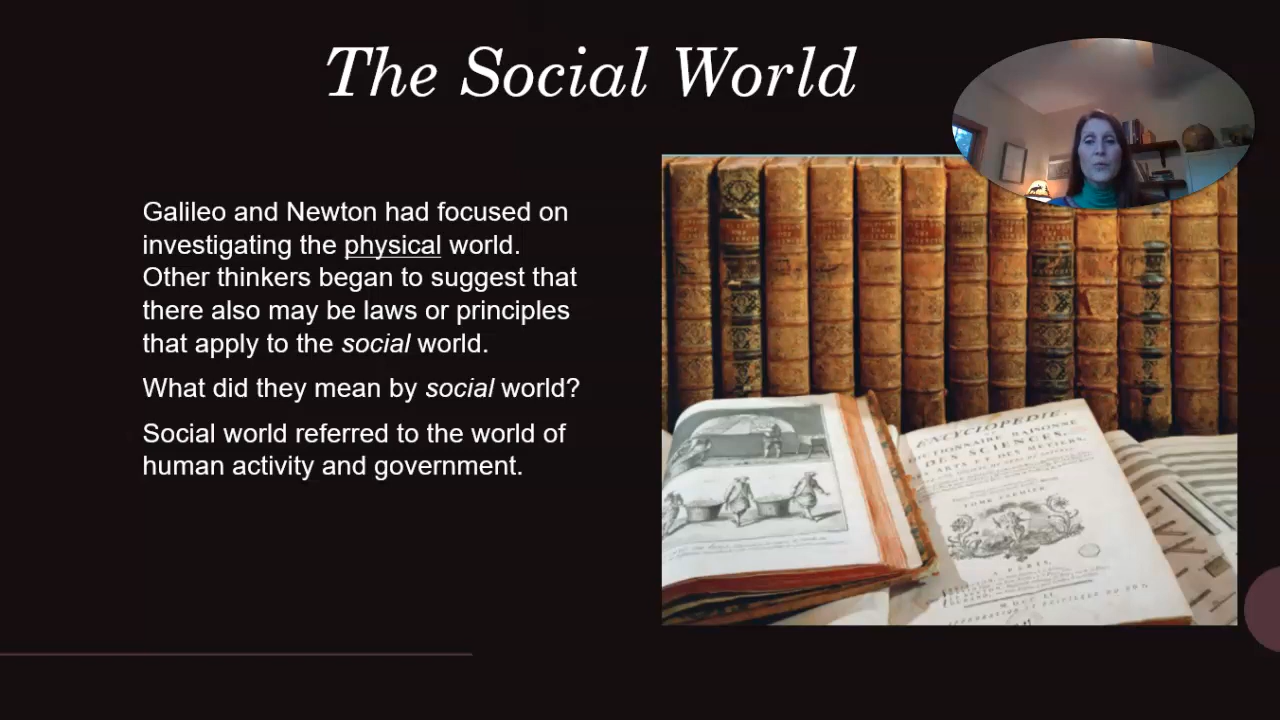 The Social World
Galileo and Newton had focused on
investigating the physical world.
Other thinkers began to suggest that
there also may be laws or principles
that apply to the social world.
What did they mean by social world?
Social world referred to the world of
human activity and government.
ENCYCLOPEDIE,
DICTIONNAIRE RAISONNE
DES SCIENCES,
TOME PREMIER
A PARIS,